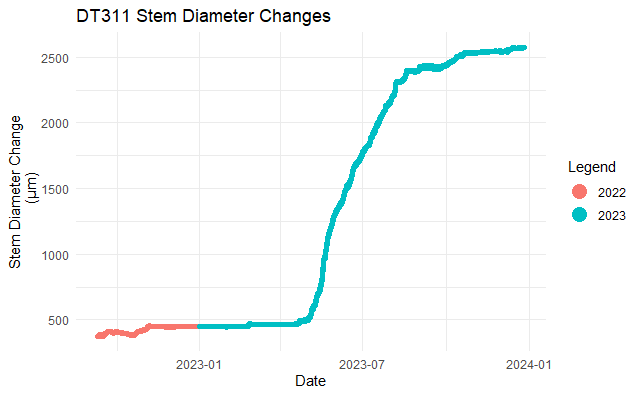 DT311 Stem Diameter Changes
Stem Diameter Change
(µm)
2500
2000
1500
1000
500
2023-01
2023-07
2024-01
Date
Legend
2022
2023